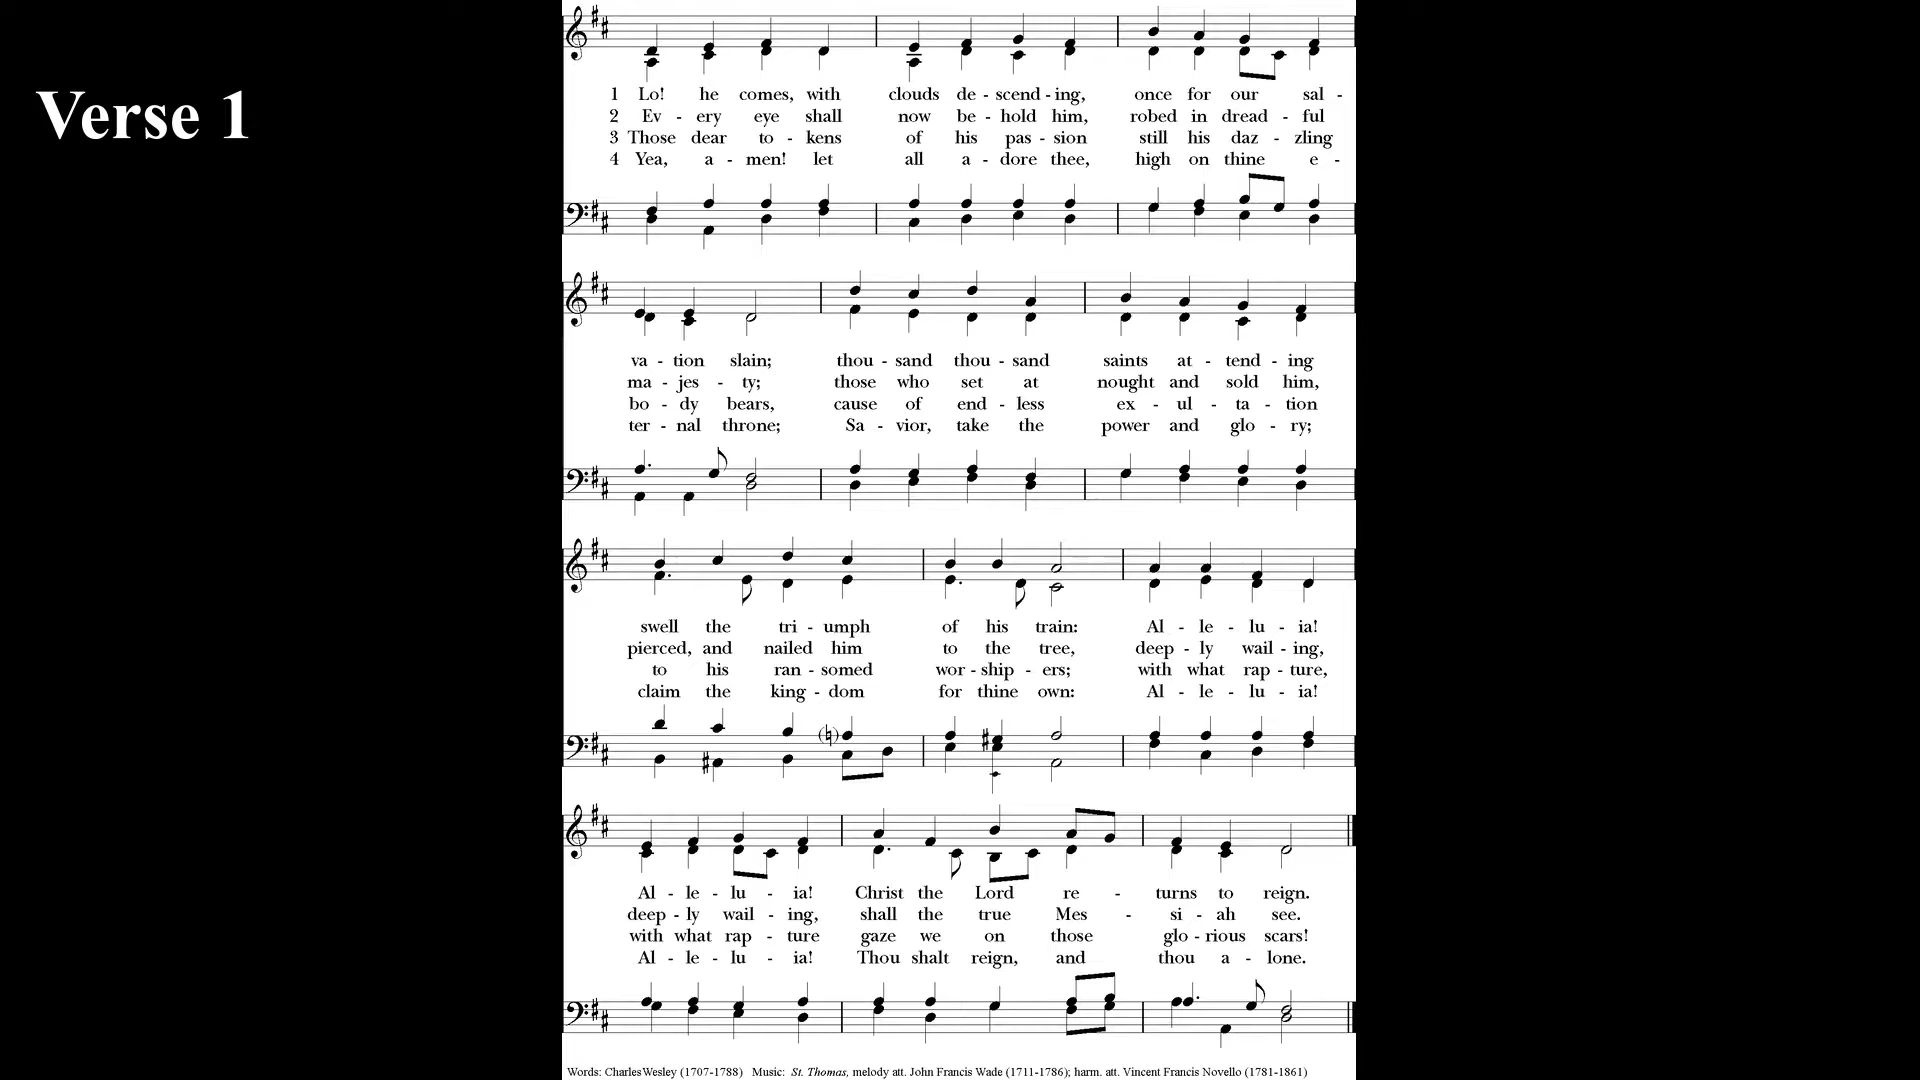 Verse 1
1 Lo! he comes, with clouds de - scend - ing, once for our sal -
2 Ev - ery eye shall now be - hold him, robed in dread - ful
3 Those dear to - kens of his pas - sion still his daz - zling
4 Yea, a - men! let all a - dore thee, high on thine e -
va - tion slain; thou - sand thou - sand saints at - tend - ing
ma - jes - ty; those who set at nought and sold him,
bo - dy bears, cause of end - less ex - ul - ta - tion
ter - nal throne; Sa - vior, take the power and glo - ry;
swell the tri - umph of his train: Al - le - lu - ia!
pierced, and nailed him to the tree, deep - ly wail - ing,
to his ran - somed wor - ship - ers; with what rap - ture,
claim the king - dom for thine own: Al - le - lu - ia!
Al - le - lu - ia! Christ the Lord re - turns to reign.
deep - ly wail - ing, shall the true Mes - si - ah see.
with what rap - ture gaze we on those glo - rious scars!
Al - le - lu - ia! Thou shalt reign, and thou a - lone.
Words: Charles Wesley (1707-1788) Music: St. Thomas, melody att. John Francis Wade (1711-1786); harm. att. Vincent Francis Novello (1781-1861)